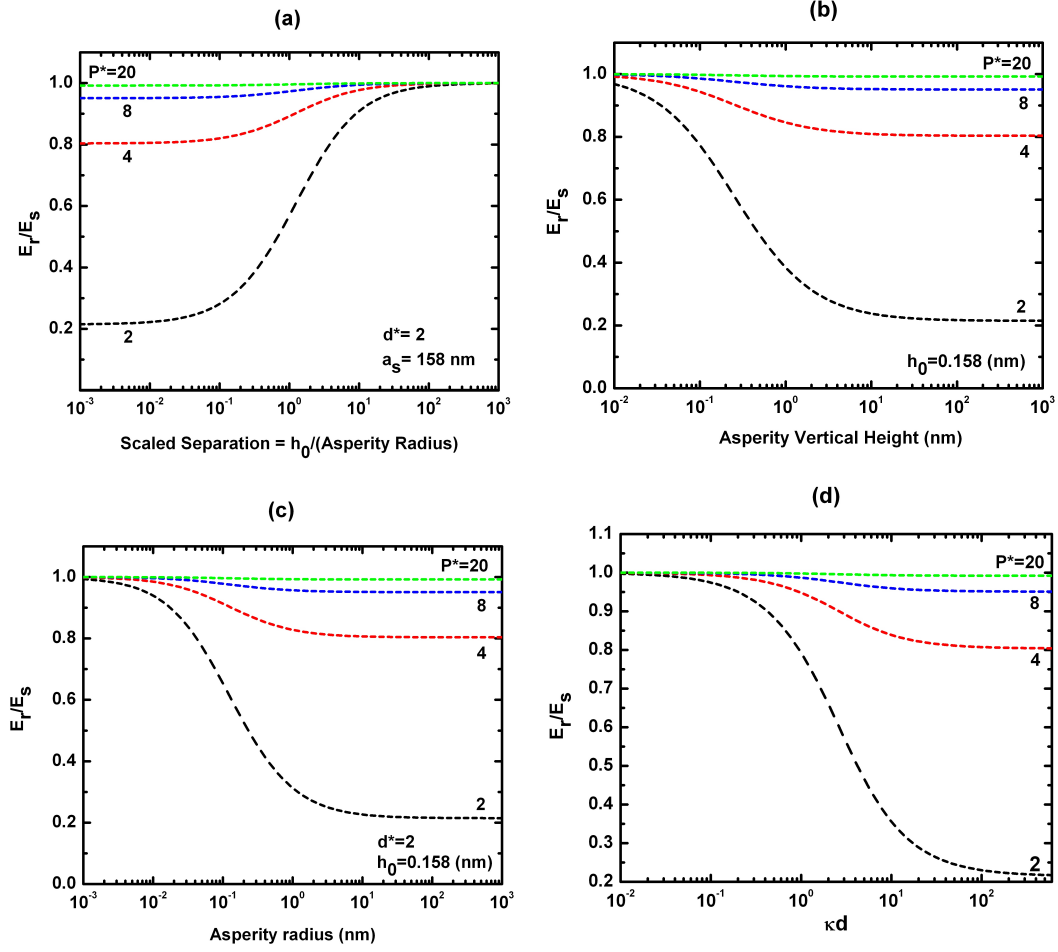 (a)
P*=20
8
4
2
d*= 2
a_s= 158 nm
1.0
0.8
0.6
0.4
0.2
E_r/E_s
10^-3 10^-2 10^-1 10^0 10^1 10^2 10^3
Scaled Separation = h_0/(Asperity Radius)
(b)
P*=20
8
4
2
h_0=0.158 (nm)
1.0
0.8
0.6
0.4
0.2
0.0
E_r/E_s
10^-2 10^-1 10^0 10^1 10^2 10^3
Asperity Vertical Height (nm)
(c)
P*=20
8
4
2
d*=2
h_0=0.158 (nm)
1.0
0.8
0.6
0.4
0.2
0.0
E_r/E_s
10^-3 10^-2 10^-1 10^0 10^1 10^2 10^3
Asperity radius (nm)
(d)
P*=20
8
4
2
1.1
1.0
0.9
0.8
0.7
0.6
0.5
0.4
0.3
0.2
E_r/E_s
10^-2 10^-1 10^0 10^1 10^2
κd